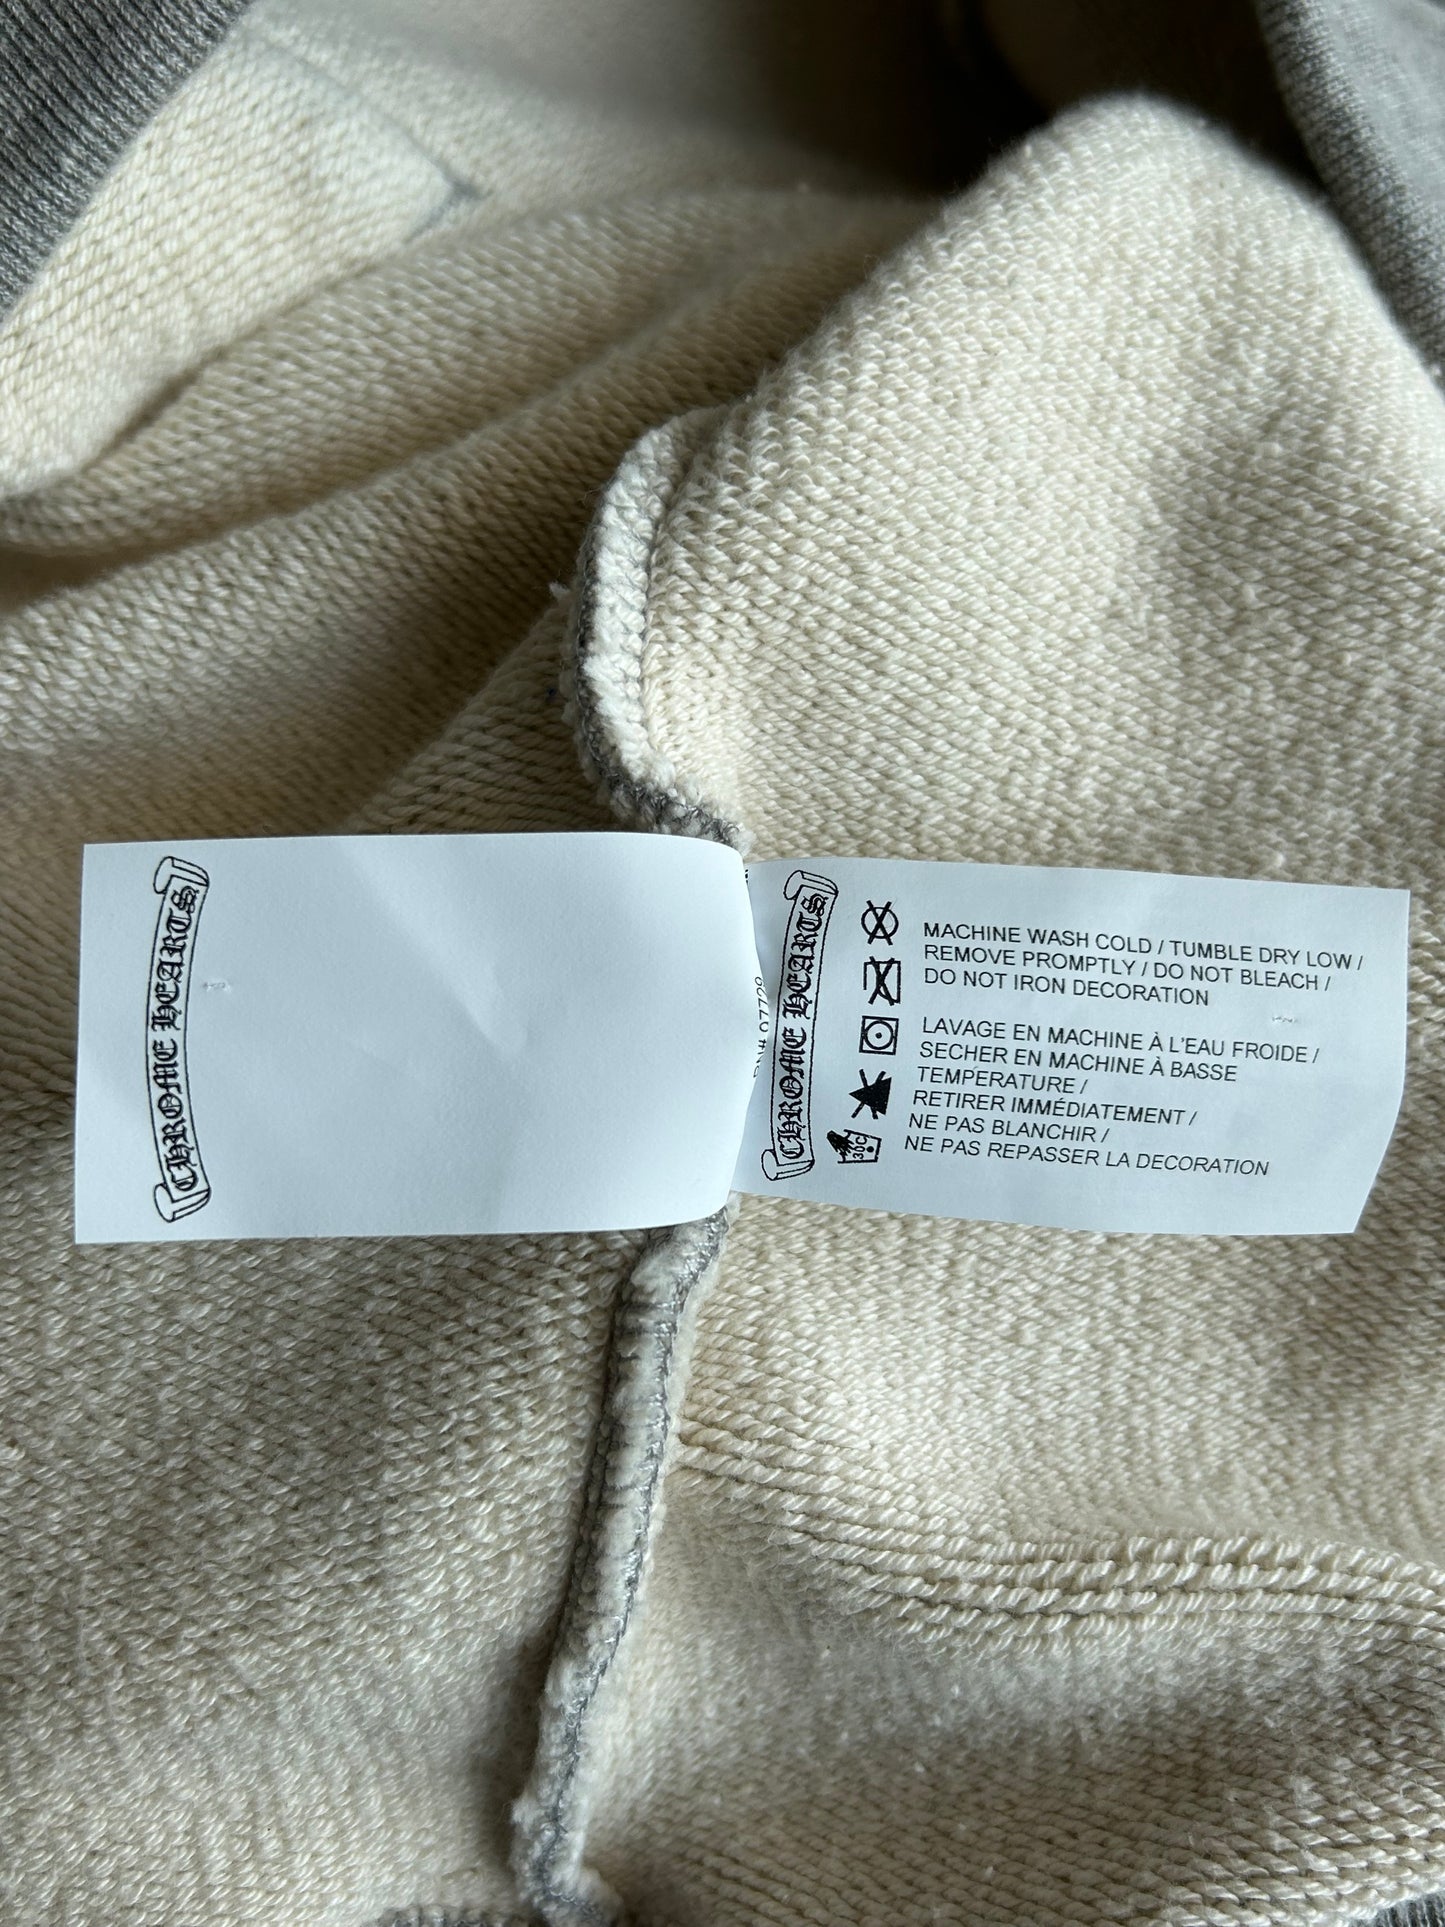 CHROME HEARTS
CHROME HEARTS
MACHINE WASH COLD / TUMBLE DRY LOW /
REMOVE PROMPTLY / DO NOT BLEACH /
DO NOT IRON DECORATION
LAVAGE EN MACHINE À L'EAU FROIDE /
SECHER EN MACHINE À BASSE
TEMPERATURE /
RETIRER IMMÉDIATEMENT /
NE PAS BLANCHIR /
NE PAS REPASSER LA DECORATION
30C